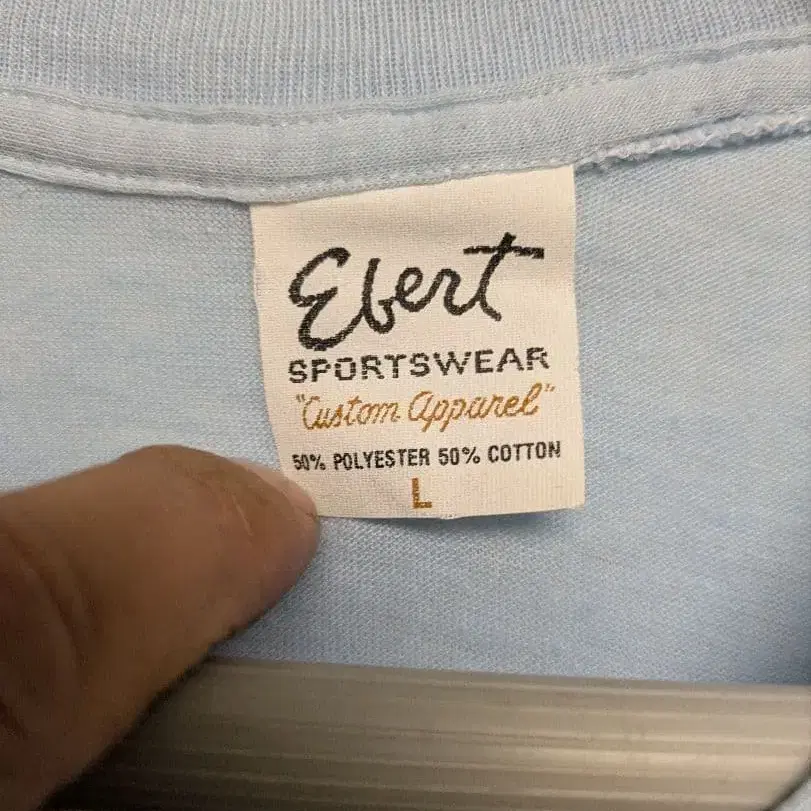 Ebert
SPORTSWEAR
"Custom Apparel"
50% POLYESTER 50% COTTON
L